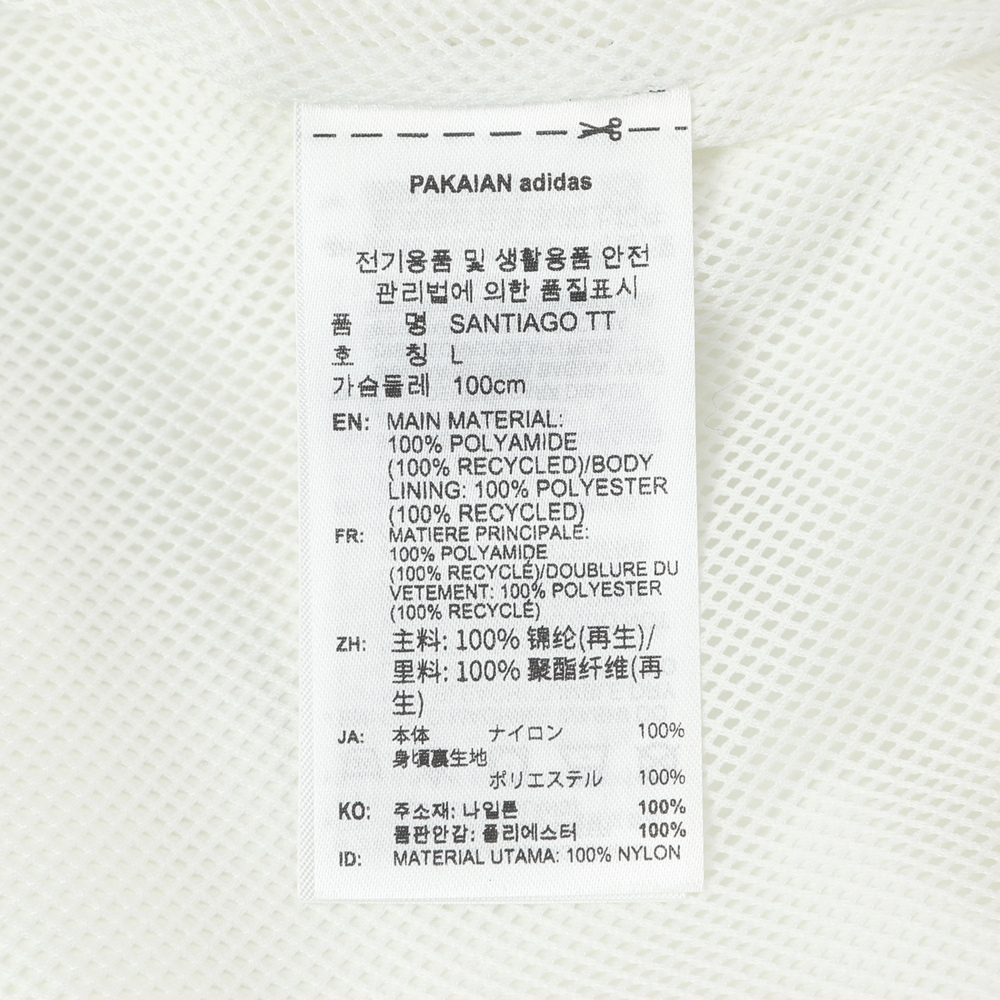 PAKAIAN adidas
전기용품 및 생활용품 안전
관리법에 의한 품질표시
품 명 SANTIAGO TT
호 칭 L
가슴둘레 100cm
EN: MAIN MATERIAL:
100% POLYAMIDE
(100% RECYCLED)/BODY
LINING: 100% POLYESTER
(100% RECYCLED)
FR: MATIERE PRINCIPALE:
100% POLYAMIDE
(100% RECYCLÉ)/DOUBLURE DU
VETEMENT: 100% POLYESTER
(100% RECYCLÉ)
ZH: 主料: 100% 锦纶(再生)/
里料: 100% 聚酯纤维(再
生)
JA: 本体 ナイロン 100%
身頃裏生地
ポリエステル 100%
KO: 주소재: 나일론 100%
몸판안감: 폴리에스터 100%
ID: MATERIAL UTAMA: 100% NYLON